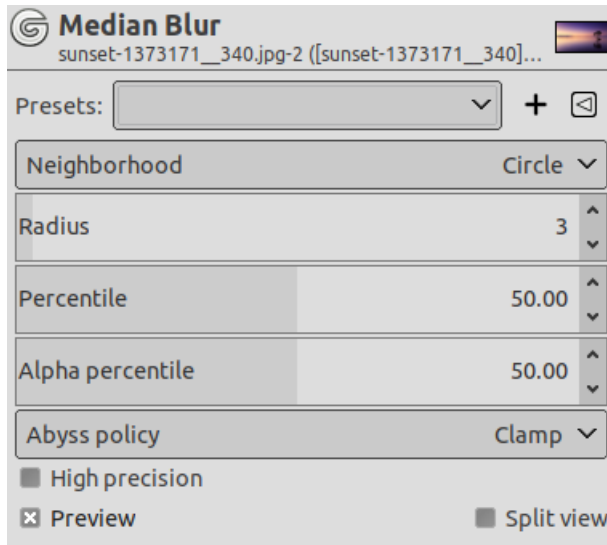 Median Blur
sunset-1373171__340.jpg-2 ([sunset-1373171__340]...
Presets:
Neighborhood Circle
Radius 3
Percentile 50.00
Alpha percentile 50.00
Abyss policy Clamp
High precision
Preview Split view